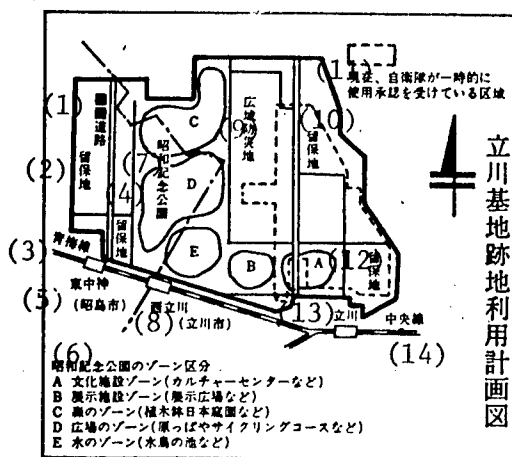 立川基地跡地利用計画図
(11)
現在、自衛隊が一時的に
使用承認を受けている区域
(1)
道路
(2)
留保地
(7)
昭和記念公園
(4)
留保地
(9)
広域防災地
(10)
留保地
(12)
留保地
C
D
E
B
A
(3)
青梅線
(5)
東中神
(昭島市)
西立川
(8)
(立川市)
(13)
立川
中央線
(14)
(6)
昭和記念公園のゾーン区分
A 文化施設ゾーン(カルチャーセンターなど)
B 展示施設ゾーン(展示広場など)
C 森のゾーン(植木鉢日本庭園など)
D 広場のゾーン(原っぱやサイクリングコースなど)
E 水のゾーン(水鳥の池など)